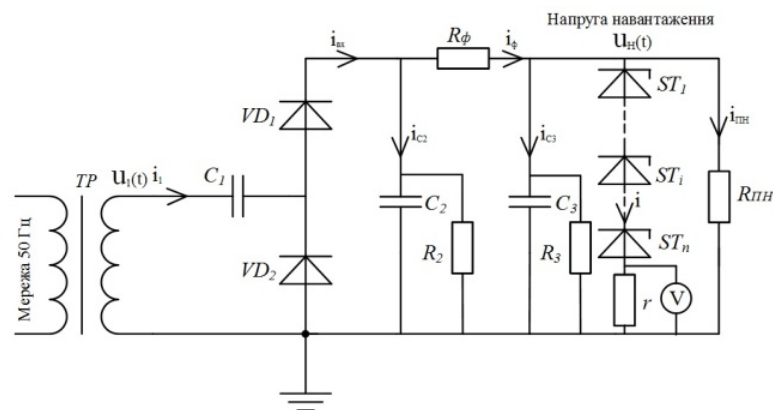 Напруга навантаження
uн(t)
iвх
Rф
iф
ST1
VD1
iC2
iC3
iПН
TP
u1(t) i1
C1
STi
RПН
Мережа 50 Гц
C2
C3
i
VD2
R2
R3
STn
r
V